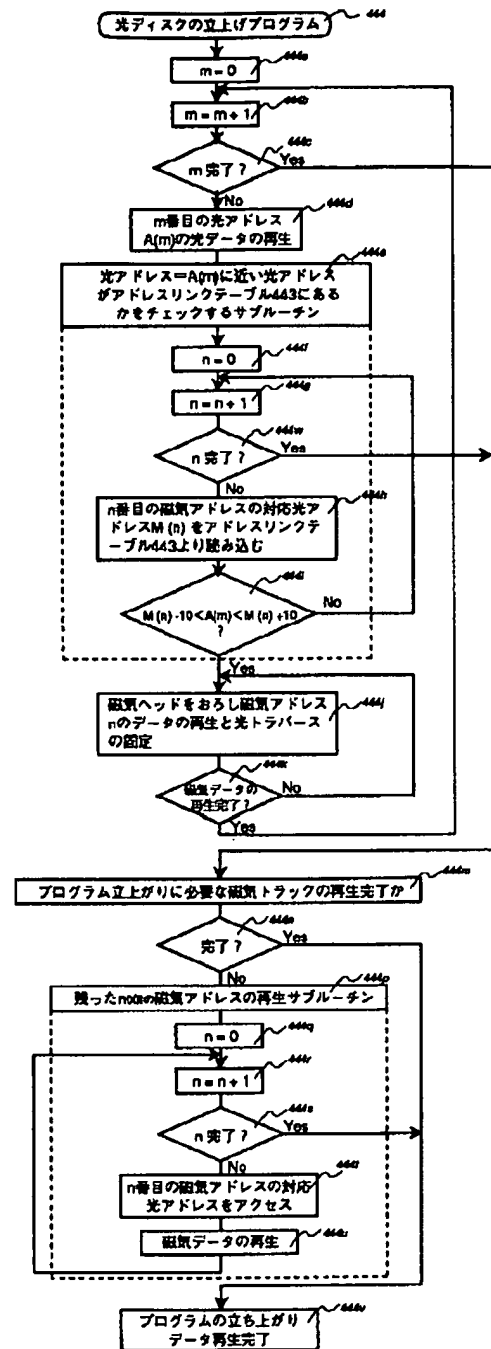 光ディスクの立上げプログラム
444
m=0
444a
m=m+1
444b
m 完了?
444c
Yes
No
m番目の光アドレス
A(m)の光データの再生
444d
光アドレス=A(m)に近い光アドレス
がアドレスリンクテーブル443にある
かをチェックするサブルーチン
444e
n=0
444f
n=n+1
444g
n 完了?
444w
Yes
No
n番目の磁気アドレスの対応光ア
ドレスM(n)をアドレスリンクテ
ーブル443より読み込む
444h
M(n)-10<A(m)<M(n)+10
?
444i
No
Yes
磁気ヘッドをおろし磁気アドレス
nのデータの再生と光トラバース
の固定
444j
磁気データの
再生完了?
444k
No
Yes
プログラム立上がりに必要な磁気トラックの再生完了か
444m
完了?
444n
Yes
No
の磁気アドレスの再生サブルーチン
444p
n=0
444q
n=n+1
444r
n 完了?
444s
Yes
No
n番目の磁気アドレスの対応
光アドレスをアクセス
444t
磁気データの再生
444u
プログラムの立ち上がり
データ再生完了
444v